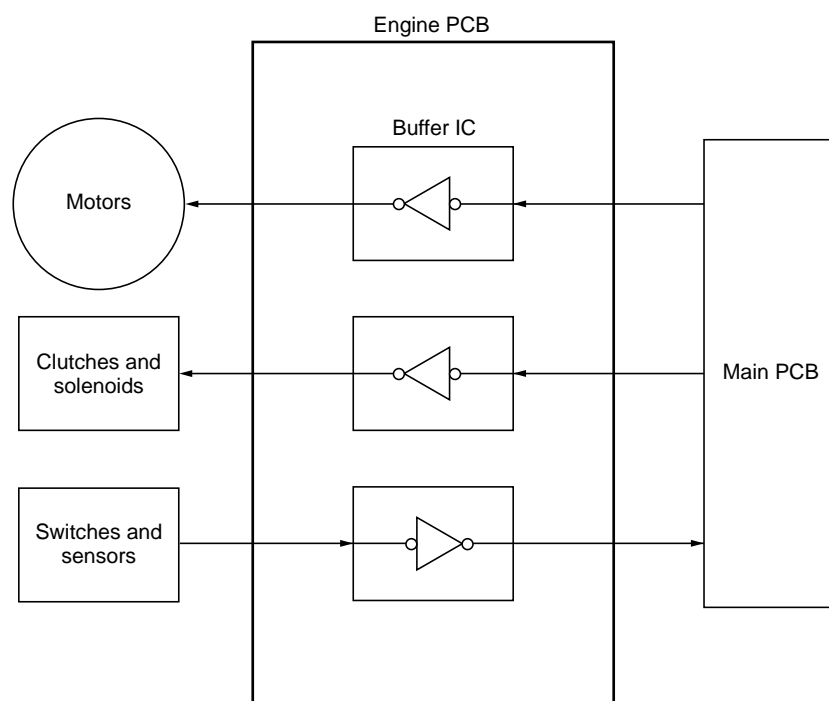 Engine PCB
Buffer IC
Motors
Clutches and
solenoids
Main PCB
Switches and
sensors